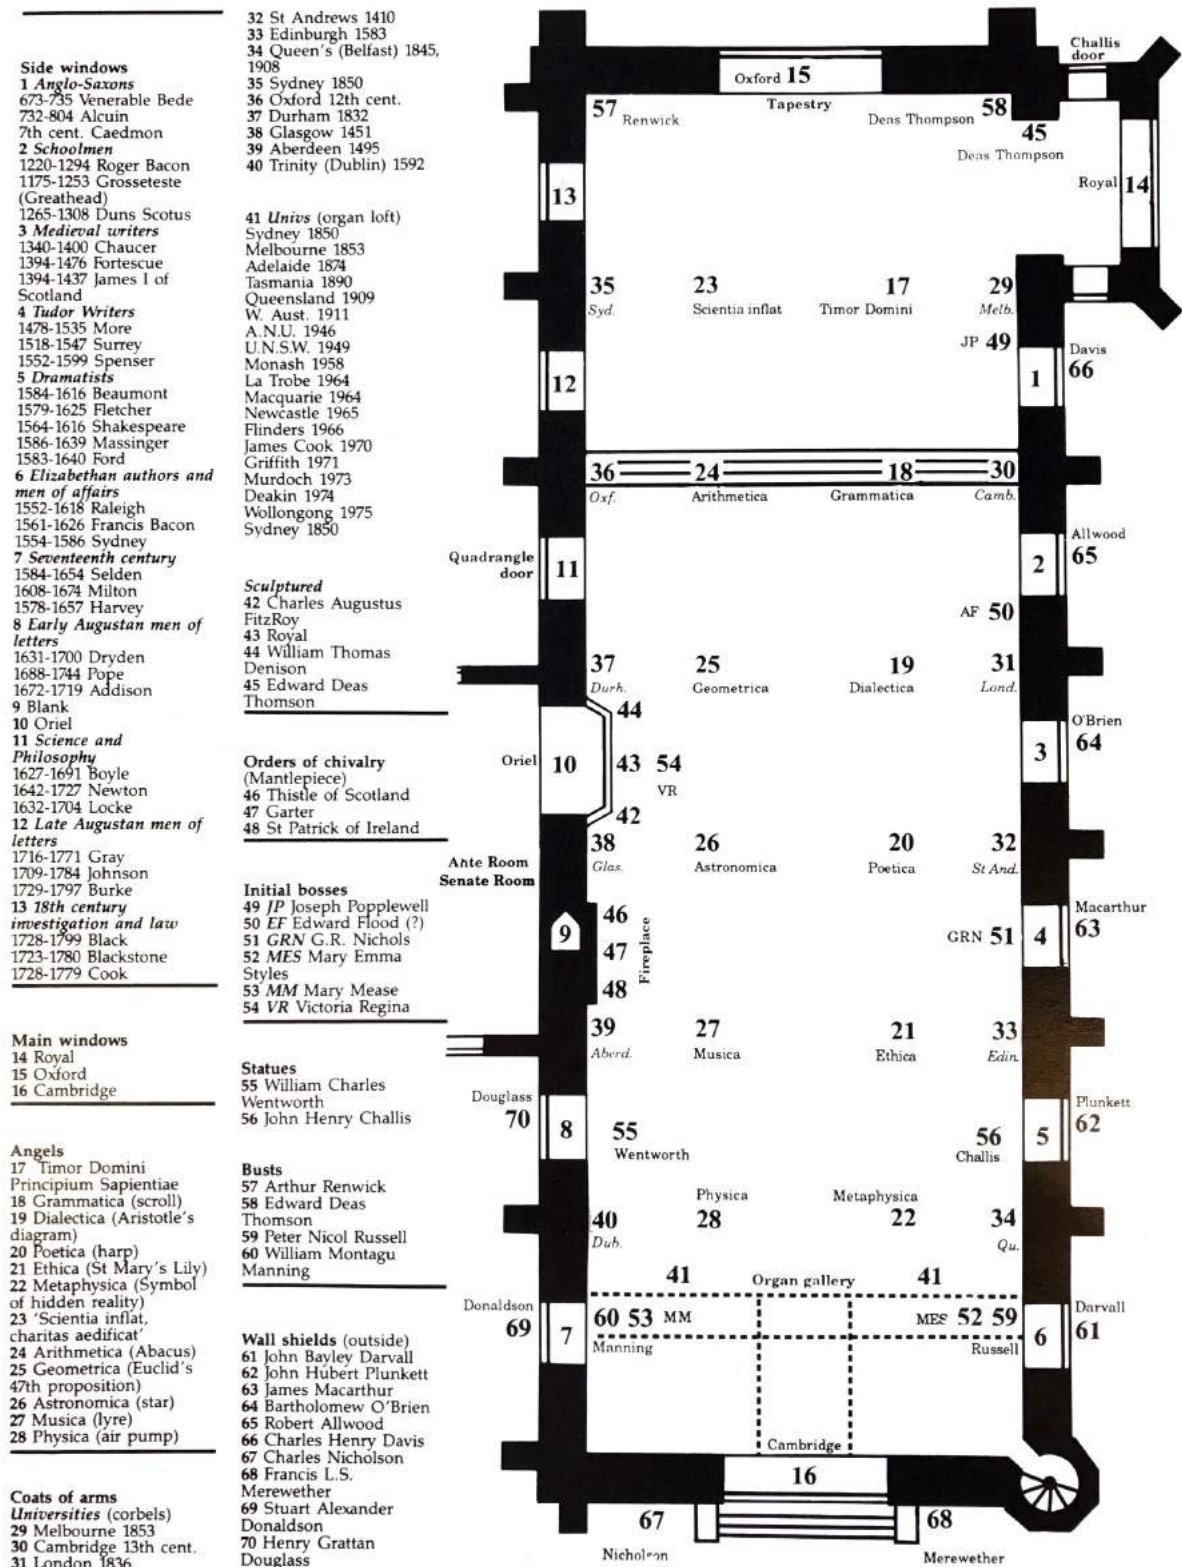 Side windows
1 Anglo-Saxons
673-735 Venerable Bede
732-804 Alcuin
7th cent. Caedmon
2 Schoolmen
1220-1294 Roger Bacon
1175-1253 Grosseteste
(Greathead)
1265-1308 Duns Scotus
3 Medieval writers
1340-1400 Chaucer
1394-1476 Fortescue
1394-1437 James I of
Scotland
4 Tudor Writers
1478-1535 More
1518-1547 Surrey
1552-1599 Spenser
5 Dramatists
1584-1616 Beaumont
1579-1625 Fletcher
1564-1616 Shakespeare
1586-1639 Massinger
1583-1640 Ford
6 Elizabethan authors and
men of affairs
1552-1618 Raleigh
1561-1626 Francis Bacon
1554-1586 Sydney
7 Seventeenth century
1584-1654 Selden
1608-1674 Milton
1578-1657 Harvey
8 Early Augustan men of
letters
1631-1700 Dryden
1688-1744 Pope
1672-1719 Addison
9 Blank
10 Oriel
11 Science and
Philosophy
1627-1691 Boyle
1642-1727 Newton
1632-1704 Locke
12 Late Augustan men of
letters
1716-1771 Gray
1709-1784 Johnson
1729-1797 Burke
13 18th century
investigation and law
1728-1799 Black
1723-1780 Blackstone
1728-1779 Cook
Main windows
14 Royal
15 Oxford
16 Cambridge
Angels
17 Timor Domini
Principium Sapientiae
18 Grammatica (scroll)
19 Dialectica (Aristotle's
diagram)
20 Poetica (harp)
21 Ethica (St Mary's Lily)
22 Metaphysica (Symbol
of hidden reality)
23 'Scientia inflat,
charitas aedificat'
24 Arithmetica (Abacus)
25 Geometrica (Euclid's
47th proposition)
26 Astronomica (star)
27 Musica (lyre)
28 Physica (air pump)
Coats of arms
Universities (corbels)
29 Melbourne 1853
30 Cambridge 13th cent.
31 London 1836
32 St Andrews 1410
33 Edinburgh 1583
34 Queen's (Belfast) 1845,
1908
35 Sydney 1850
36 Oxford 12th cent.
37 Durham 1832
38 Glasgow 1451
39 Aberdeen 1495
40 Trinity (Dublin) 1592
41 Univs (organ loft)
Sydney 1850
Melbourne 1853
Adelaide 1874
Tasmania 1890
Queensland 1909
W. Aust. 1911
A.N.U. 1946
U.N.S.W. 1949
Monash 1958
La Trobe 1964
Macquarie 1964
Newcastle 1965
Flinders 1966
James Cook 1970
Griffith 1971
Murdoch 1973
Deakin 1974
Wollongong 1975
Sydney 1850
Sculptured
42 Charles Augustus
FitzRoy
43 Royal
44 William Thomas
Denison
45 Edward Deas
Thomson
Orders of chivalry
(Mantlepiece)
46 Thistle of Scotland
47 Garter
48 St Patrick of Ireland
Initial bosses
49 JP Joseph Popplewell
50 EF Edward Flood (?)
51 GRN G.R. Nichols
52 MES Mary Emma
Styles
53 MM Mary Mease
54 VR Victoria Regina
Statues
55 William Charles
Wentworth
56 John Henry Challis
Busts
57 Arthur Renwick
58 Edward Deas
Thomson
59 Peter Nicol Russell
60 William Montagu
Manning
Wall shields (outside)
61 John Bayley Darvall
62 John Hubert Plunkett
63 James Macarthur
64 Bartholomew O'Brien
65 Robert Allwood
66 Charles Henry Davis
67 Charles Nicholson
68 Francis L.S.
Merewether
69 Stuart Alexander
Donaldson
70 Henry Grattan
Douglass
Challis
door
Oxford 15
Tapestry
57 Renwick
Dens Thompson 58
45
Deas Thompson
Royal 14
13
35 23 17 29
Syd. Scientia inflat Timor Domini Melb.
JP 49
Davis
66
12 1
36 24 18 30
Oxf. Arithmetica Grammatica Camb.
Quadrangle
door
11
Allwood
65
2
AF 50
37 25 19 31
Durh. Geometrica Dialectica Lond.
44
O'Brien
64
Oriel 10 43 54 3
VR
42
38 26 20 32
Glas. Astronomica Poetica St And.
Ante Room
Senate Room
Macarthur
63
46
9 47 Fireplace GRN 51 4
48
39 27 21 33
Aberd. Musica Ethica Edin.
Douglass
70
Plunkett
62
8 55 56 5
Wentworth Challis
Physica Metaphysica
40 28 22 34
Dub. Qu.
41 Organ gallery 41
Donaldson
69
Darvall
61
7 60 53 MM MES 52 59 6
Manning Russell
Cambridge
16
67 68
Nicholson Merewether